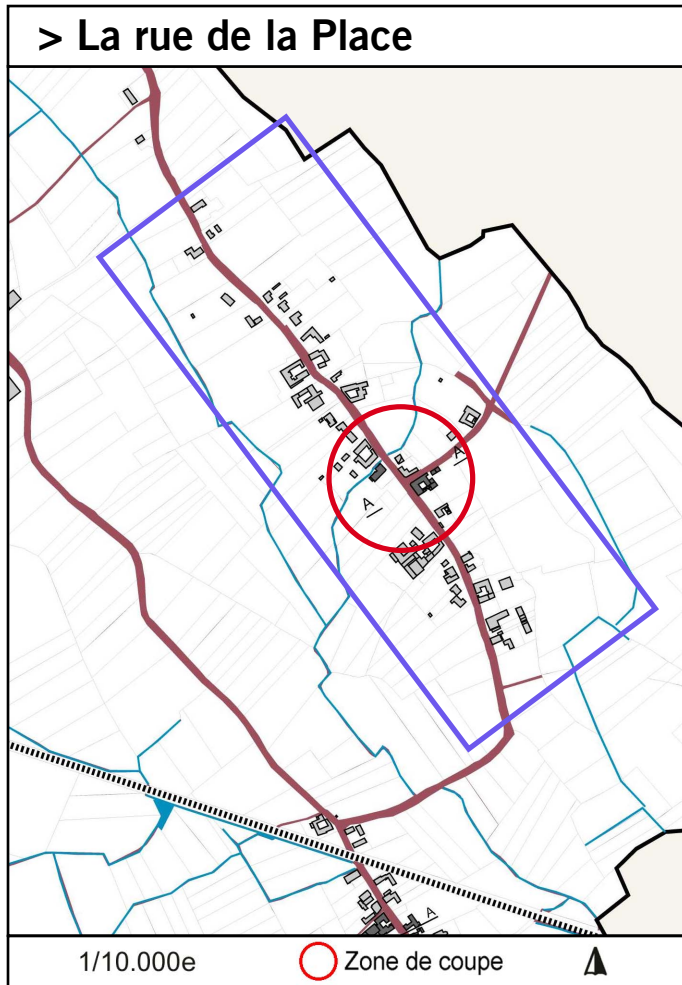 > La rue de la Place
A
A
A
1/10.000e
Zone de coupe